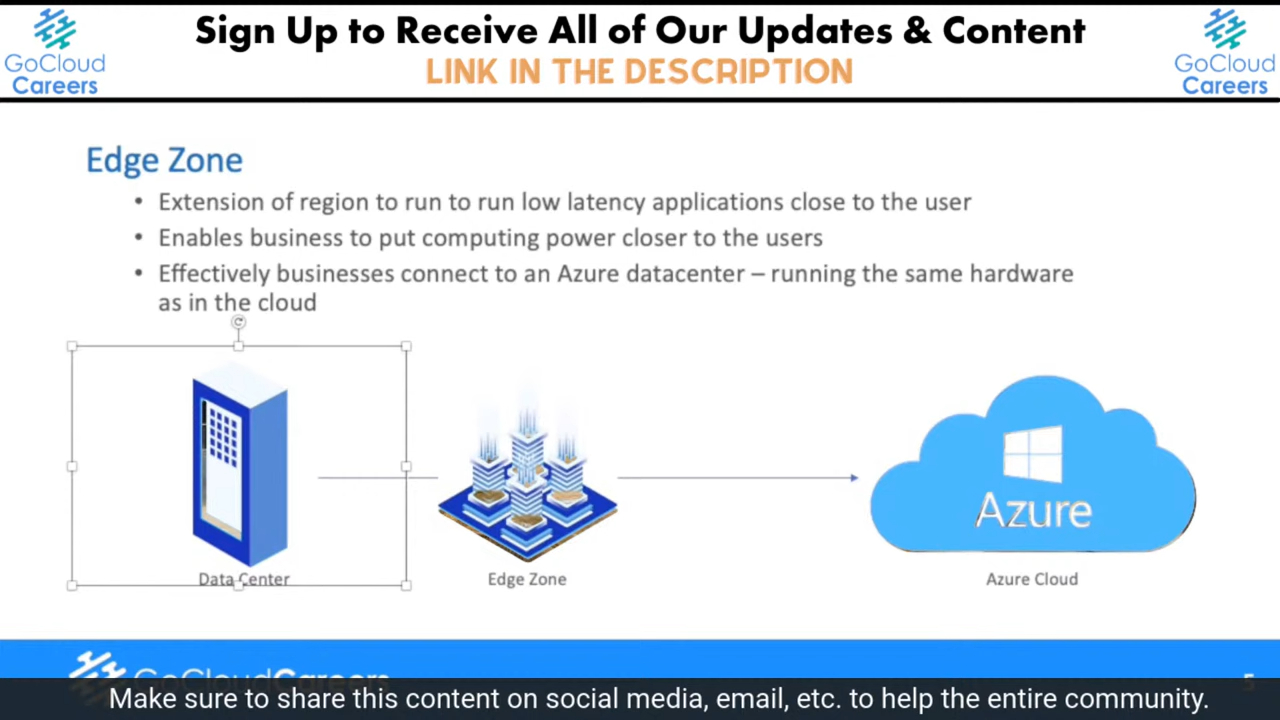 Sign Up to Receive All of Our Updates & Content
LINK IN THE DESCRIPTION
GoCloud
Careers
GoCloud
Careers
Edge Zone
• Extension of region to run to run low latency applications close to the user
• Enables business to put computing power closer to the users
• Effectively businesses connect to an Azure datacenter – running the same hardware
as in the cloud
Azure
Data Center
Edge Zone
Azure Cloud
GoCloudCareers
5
Make sure to share this content on social media, email, etc. to help the entire community.